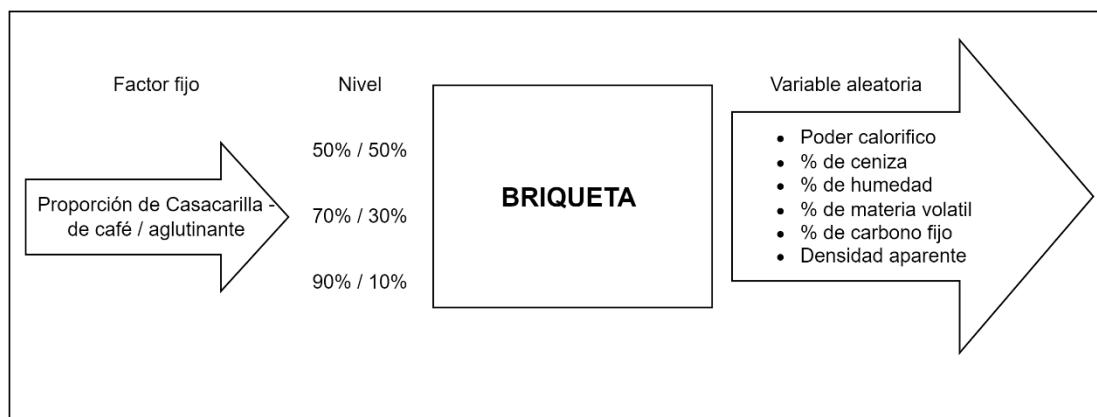 Factor fijo
Nivel
Variable aleatoria
Proporción de Casacarilla -
de café / aglutinante
50% / 50%
70% / 30%
90% / 10%
BRIQUETA
• Poder calorifico
• % de ceniza
• % de humedad
• % de materia volatil
• % de carbono fijo
• Densidad aparente